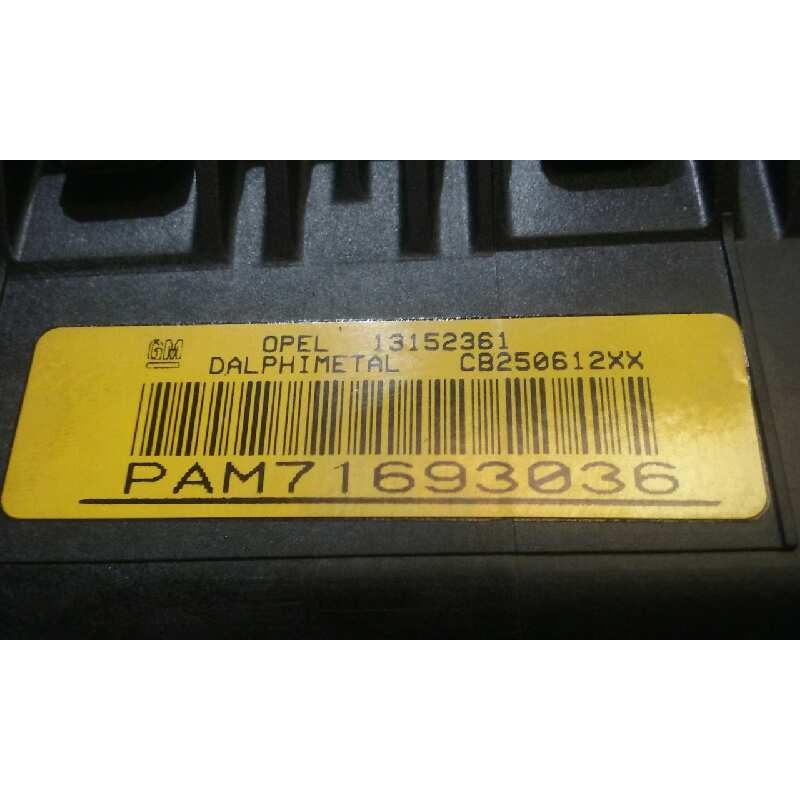 GM OPEL 13152361
DALPHIMETAL CB250612XX
PAM71693036